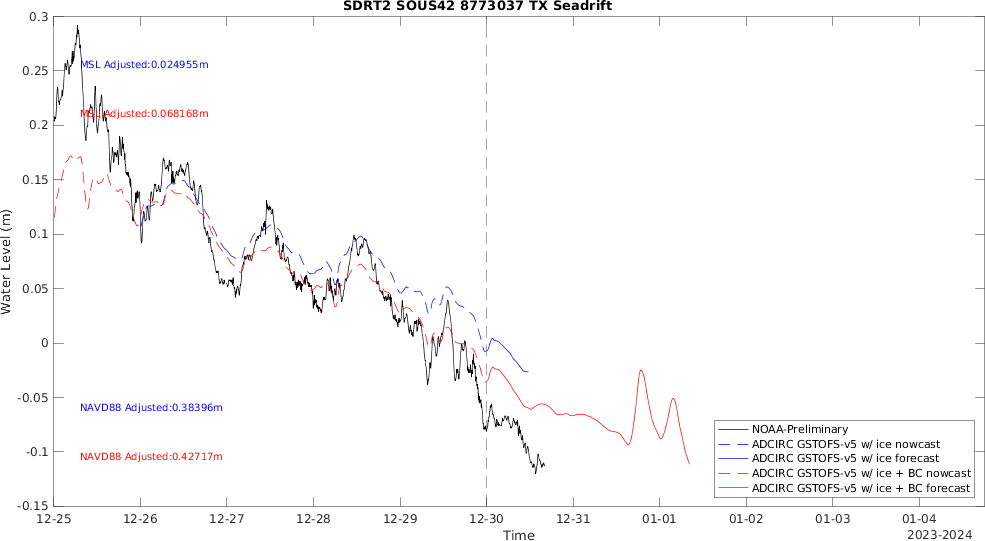 SDRT2 SOUS42 8773037 TX Seadrift
0.3
0.25
0.2
0.15
0.1
0.05
0
-0.05
-0.1
-0.15
Water Level (m)
MSL Adjusted:0.024955m
MSL Adjusted:0.068168m
NAVD88 Adjusted:0.38396m
NAVD88 Adjusted:0.42717m
NOAA-Preliminary
ADCIRC GSTOFS-v5 w/ ice nowcast
ADCIRC GSTOFS-v5 w/ ice forecast
ADCIRC GSTOFS-v5 w/ ice + BC nowcast
ADCIRC GSTOFS-v5 w/ ice + BC forecast
12-25 12-26 12-27 12-28 12-29 12-30 12-31 01-01 01-02 01-03 01-04
Time
2023-2024